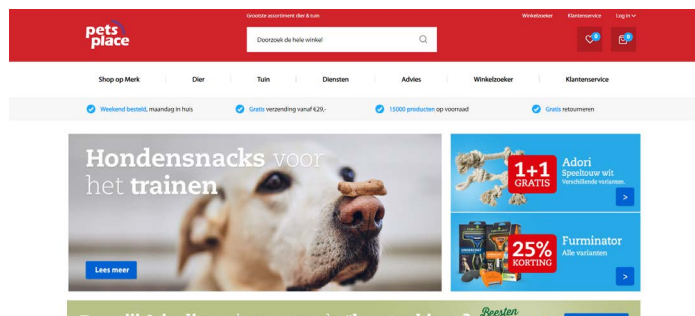 Grootste assortiment dier & tuin
Winkelzoeker Klantenservice Log in
pets place
Doorzoek de hele winkel
0 0
Shop op Merk Dier Tuin Diensten Advies Winkelzoeker Klantenservice
Weekend besteld, maandag in huis Gratis verzending vanaf €29,- 15000 producten op voorraad Gratis retourneren
Hondensnacks voor
het trainen
Lees meer
1+1
GRATIS
Adori
Speeltouw wit
Verschillende varianten.
>
25%
KORTING
Furminator
Alle varianten
>
Beesten